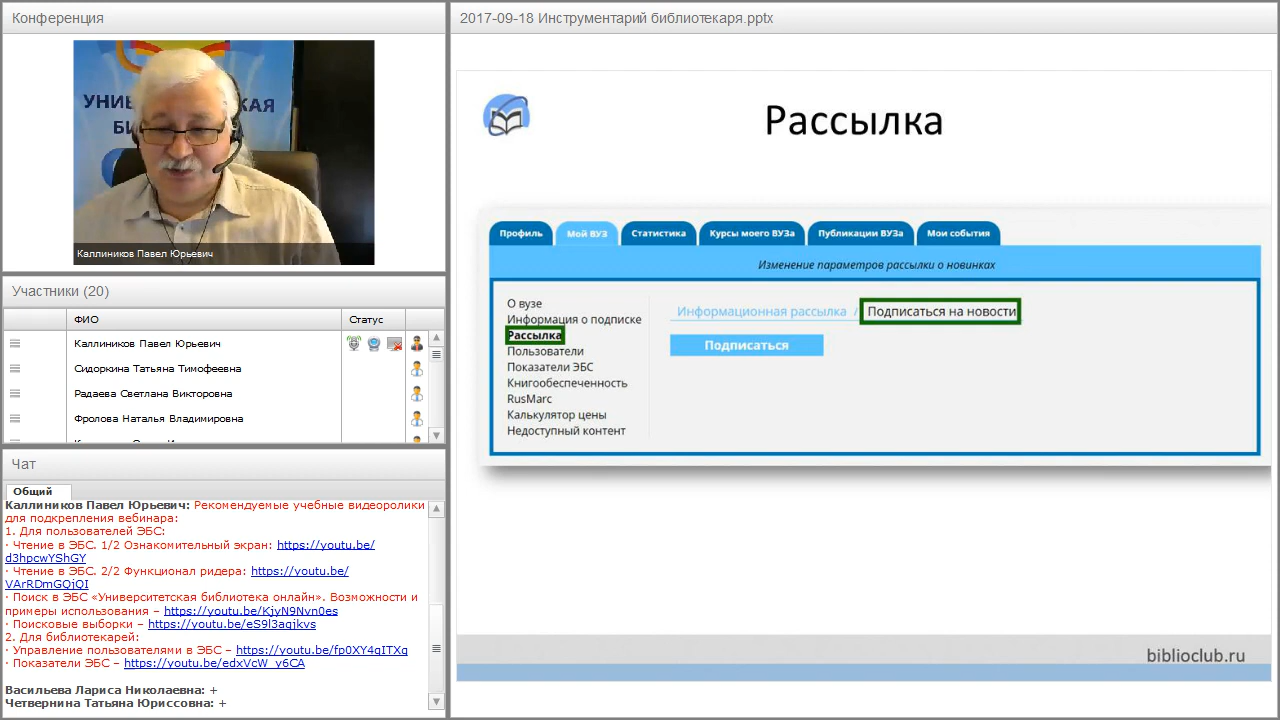 Конференция
УНИВ СКАЯ
БИ
Каллиников Павел Юрьевич
Участники (20)
ФИО Статус
Каллиников Павел Юрьевич
Сидоркина Татьяна Тимофеевна
Радаева Светлана Викторовна
Фролова Наталья Владимировна
Чат
Общий
Каллиников Павел Юрьевич: Рекомендуемые учебные видеоролики
для подкрепления вебинара:
1. Для пользователей ЭБС:
· Чтение в ЭБС. 1/2 Ознакомительный экран: https://youtu.be/
d3hpcwYShGY
· Чтение в ЭБС. 2/2 Функционал ридера: https://youtu.be/
VArRDmGQjQI
· Поиск в ЭБС «Университетская библиотека онлайн». Возможности и
примеры использования – https://youtu.be/KjyN9Nvn0es
· Поисковые выборки – https://youtu.be/eS9l3aqjkvs
2. Для библиотекарей:
· Управление пользователями в ЭБС – https://youtu.be/fp0XY4qITXg
· Показатели ЭБС – https://youtu.be/edxVcW_y6CA
Васильева Лариса Николаевна: +
Четвернина Татьяна Юриссовна: +
2017-09-18 Инструментарий библиотекаря.pptx
Рассылка
Профиль Мой ВУЗ Статистика Курсы моего ВУЗа Публикации ВУЗа Мои события
Изменение параметров рассылки о новинках
О вузе
Информация о подписке
Рассылка
Пользователи
Показатели ЭБС
Книгообеспеченность
RusMarc
Калькулятор цены
Недоступный контент
Информационная рассылка / Подписаться на новости
Подписаться
biblioclub.ru